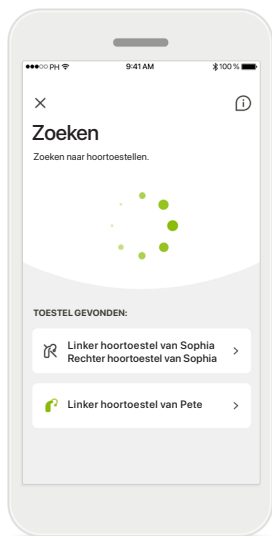 PH 9:41 AM 100 %
Zoeken
Zoeken naar hoortoestellen.
TOESTEL GEVONDEN:
Linker hoortoestel van Sophia
Rechter hoortoestel van Sophia
Linker hoortoestel van Pete